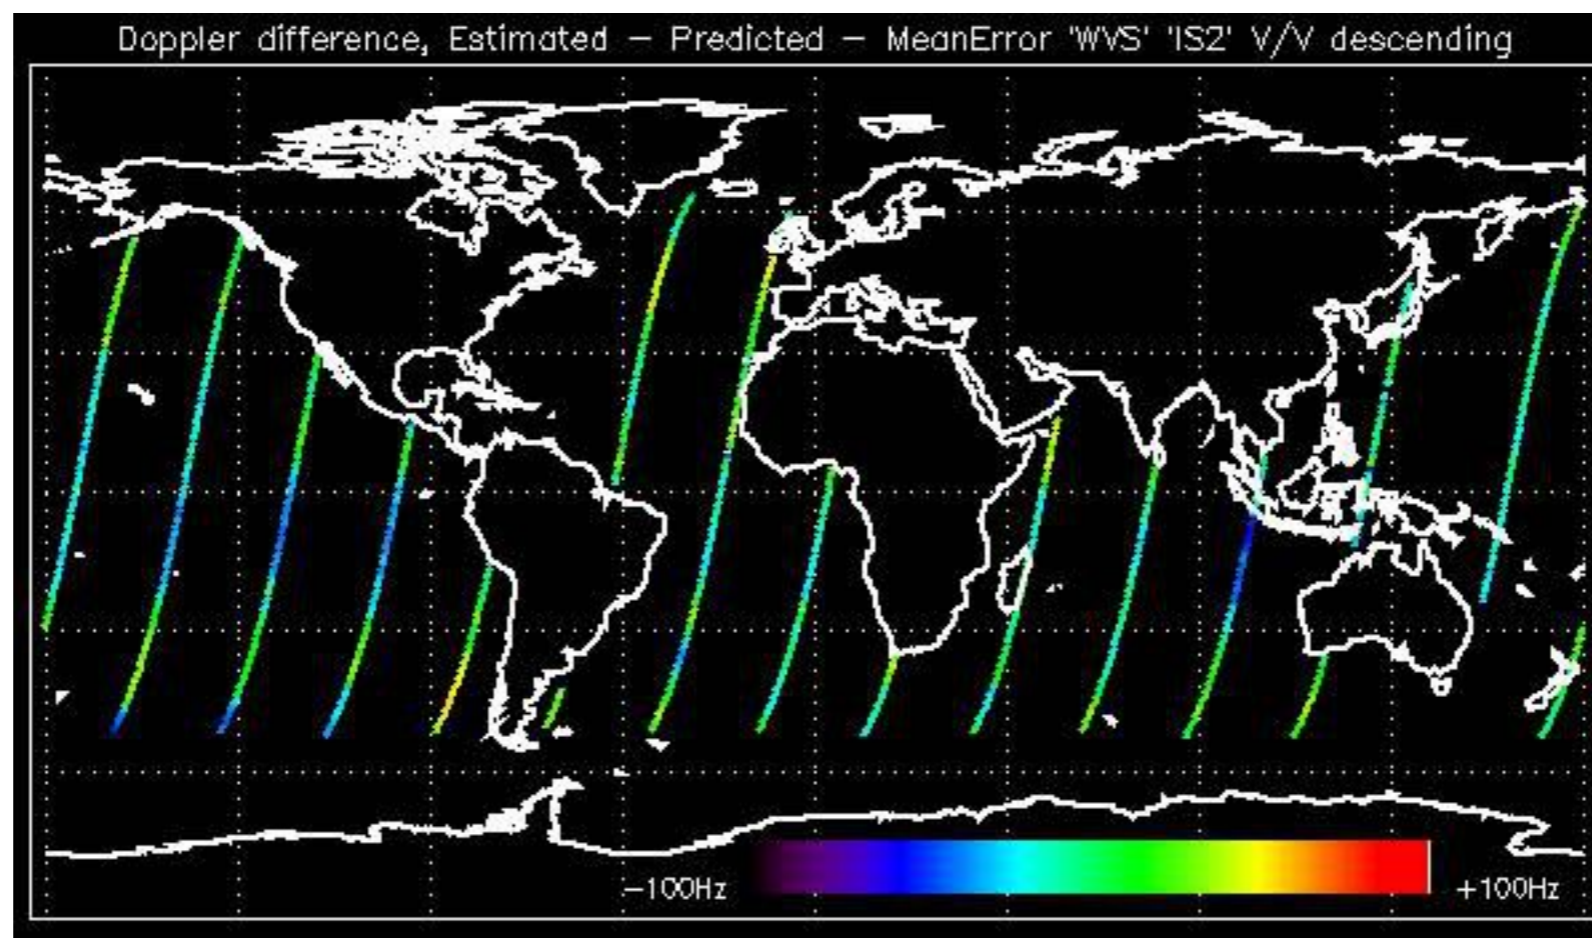 Doppler difference, Estimated – Predicted – MeanError 'WVS' 'IS2' V/V descending
-100Hz +100Hz